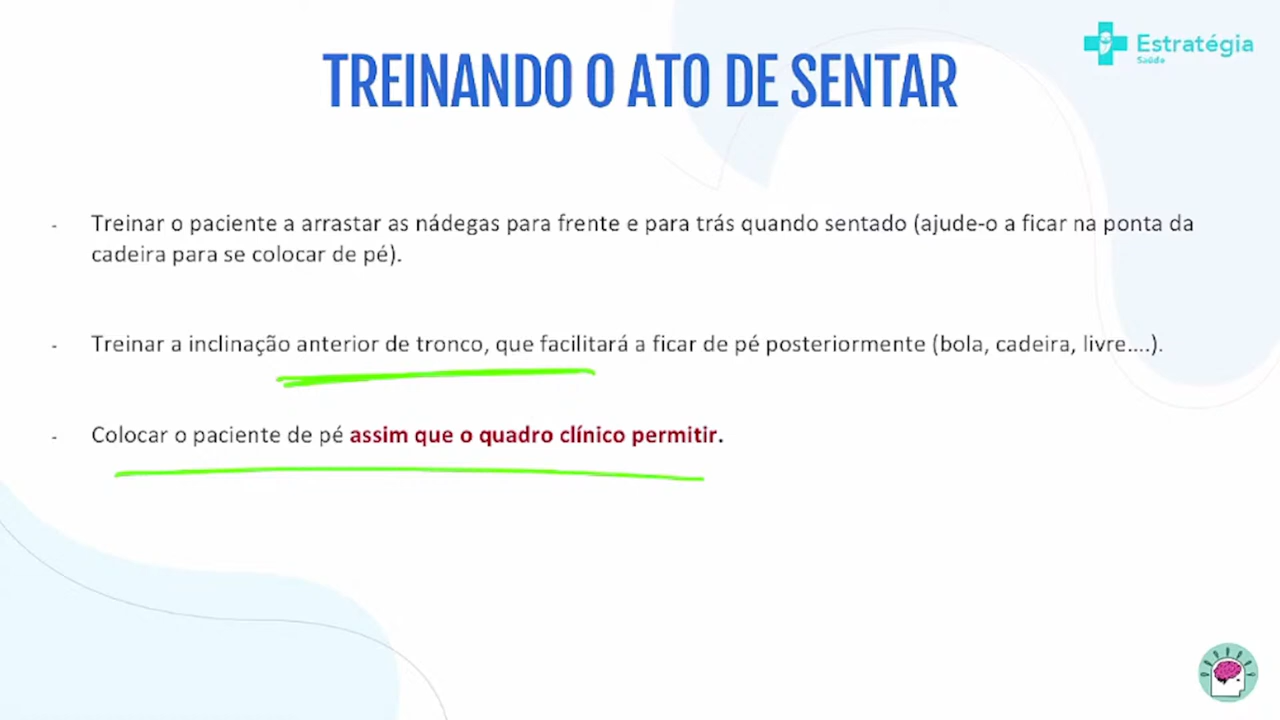 Estratégia
Saúde
TREINANDO O ATO DE SENTAR
- Treinar o paciente a arrastar as nádegas para frente e para trás quando sentado (ajude-o a ficar na ponta da
cadeira para se colocar de pé).
- Treinar a inclinação anterior de tronco, que facilitará a ficar de pé posteriormente (bola, cadeira, livre....).
- Colocar o paciente de pé assim que o quadro clínico permitir.